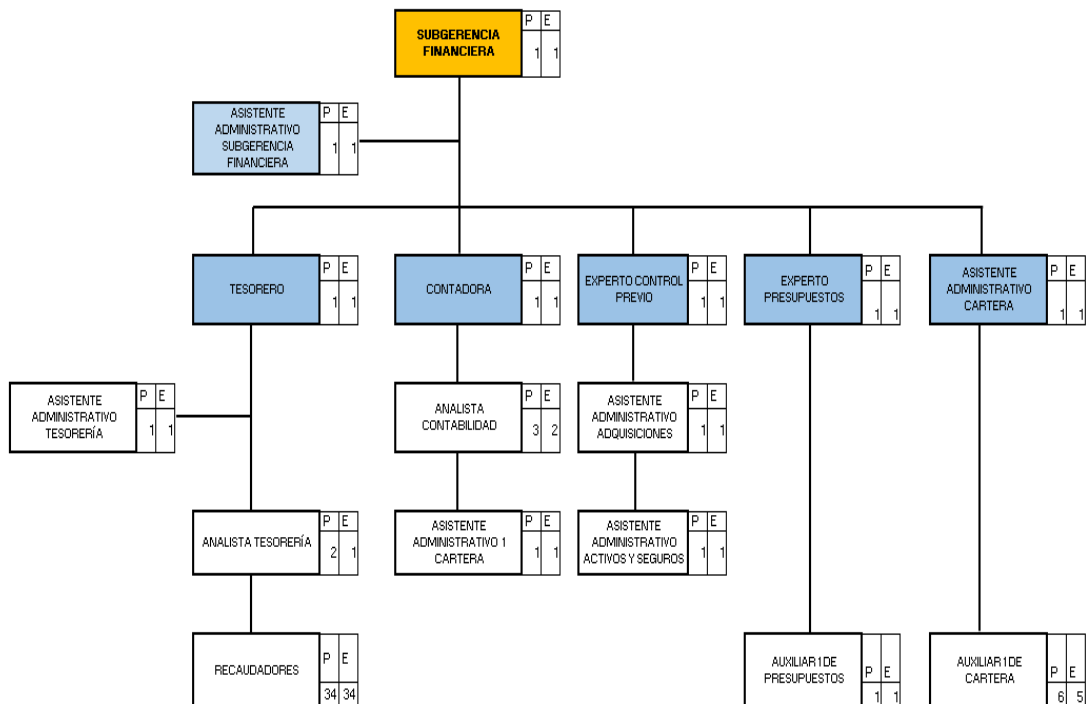 SUBGERENCIA
FINANCIERA
P E
1 1
ASISTENTE
ADMINISTRATIVO
SUBGERENCIA
FINANCIERA
P E
1 1
TESORERO
P E
1 1
CONTADORA
P E
1 1
EXPERTO CONTROL
PREVIO
P E
1 1
EXPERTO
PRESUPUESTOS
P E
1 1
ASISTENTE
ADMINISTRATIVO
CARTERA
P E
1 1
ASISTENTE
ADMINISTRATIVO
TESORERÍA
P E
1 1
ANALISTA
CONTABILIDAD
P E
3 2
ASISTENTE
ADMINISTRATIVO
ADQUISICIONES
P E
1 1
ANALISTA TESORERÍA
P E
2 1
ASISTENTE
ADMINISTRATIVO 1
CARTERA
P E
1 1
ASISTENTE
ADMINISTRATIVO
ACTIVOS Y SEGUROS
P E
1 1
RECAUDADORES
P E
34 34
AUXILIAR 1 DE
PRESUPUESTOS
P E
1 1
AUXILIAR 1 DE
CARTERA
P E
6 5